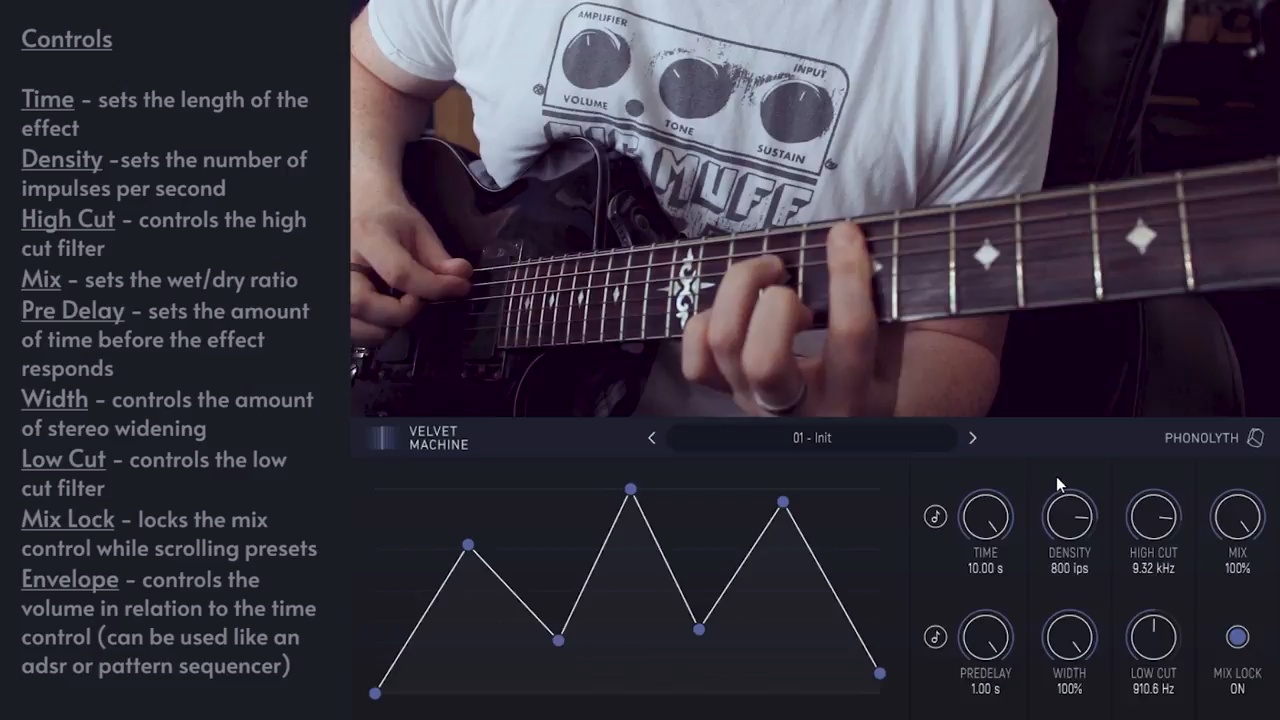 Controls
Time - sets the length of the
effect
Density -sets the number of
impulses per second
High Cut - controls the high
cut filter
Mix - sets the wet/dry ratio
Pre Delay - sets the amount
of time before the effect
responds
Width - controls the amount
of stereo widening
Low Cut - controls the low
cut filter
Mix Lock - locks the mix
control while scrolling presets
Envelope - controls the
volume in relation to the time
control (can be used like an
adsr or pattern sequencer)
AMPLIFIER
INPUT
VOLUME
TONE
SUSTAIN
MUFF
VELVET
MACHINE
01 - Init
PHONOLYTH
TIME
10.00 s
DENSITY
800 ips
HIGH CUT
9.32 kHz
MIX
100%
PREDELAY
1.00 s
WIDTH
100%
LOW CUT
910.6 Hz
MIX LOCK
ON